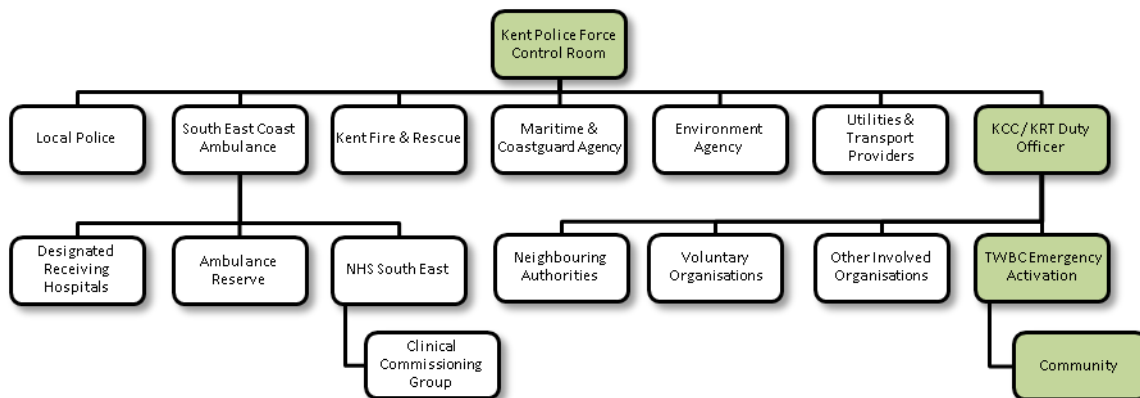 Kent Police Force
Control Room
Local Police
South East Coast
Ambulance
Kent Fire & Rescue
Maritime &
Coastguard Agency
Environment
Agency
Utilities &
Transport
Providers
KCC/ KRT Duty
Officer
Designated
Receiving
Hospitals
Ambulance
Reserve
NHS South East
Neighbouring
Authorities
Voluntary
Organisations
Other Involved
Organisations
TWBC Emergency
Activation
Clinical
Commissioning
Group
Community